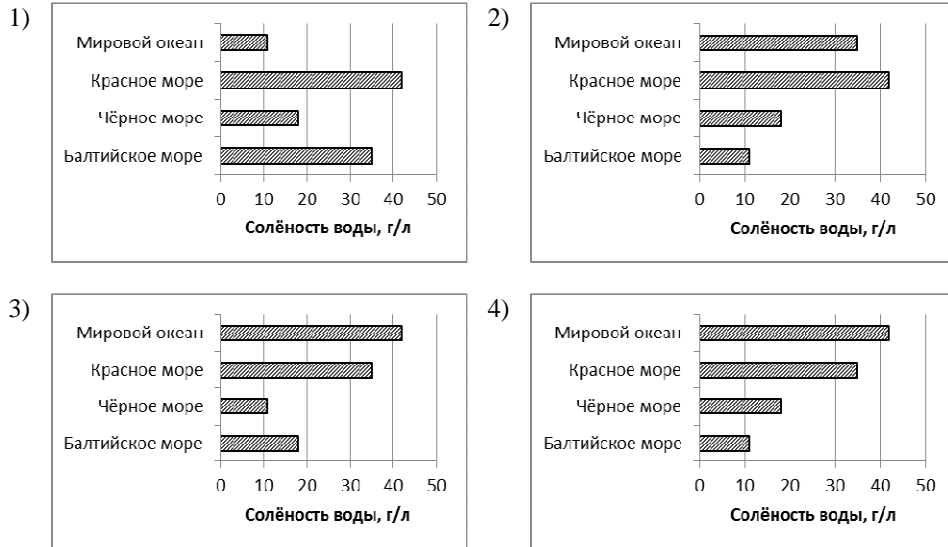 1)
Мировой океан
Красное море
Чёрное море
Балтийское море
0 10 20 30 40 50
Солёность воды, г/л
2)
Мировой океан
Красное море
Чёрное море
Балтийское море
0 10 20 30 40 50
Солёность воды, г/л
3)
Мировой океан
Красное море
Чёрное море
Балтийское море
0 10 20 30 40 50
Солёность воды, г/л
4)
Мировой океан
Красное море
Чёрное море
Балтийское море
0 10 20 30 40 50
Солёность воды, г/л